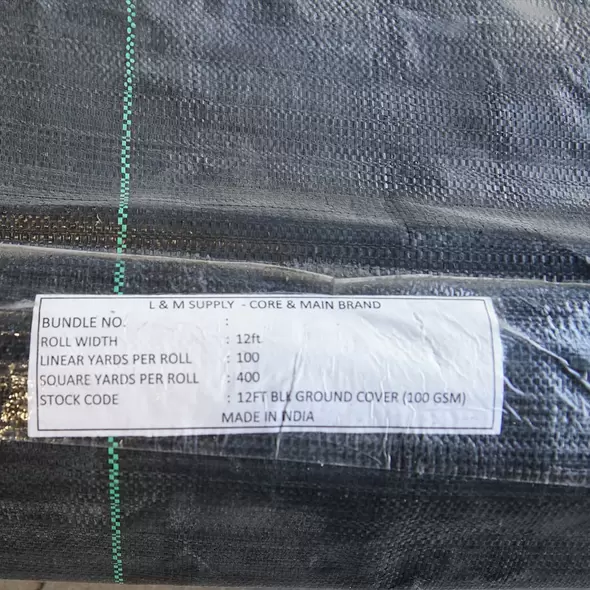 L & M SUPPLY - CORE & MAIN BRAND
BUNDLE NO. :
ROLL WIDTH : 12ft
LINEAR YARDS PER ROLL : 100
SQUARE YARDS PER ROLL : 400
STOCK CODE : 12FT BLK GROUND COVER (100 GSM)
MADE IN INDIA